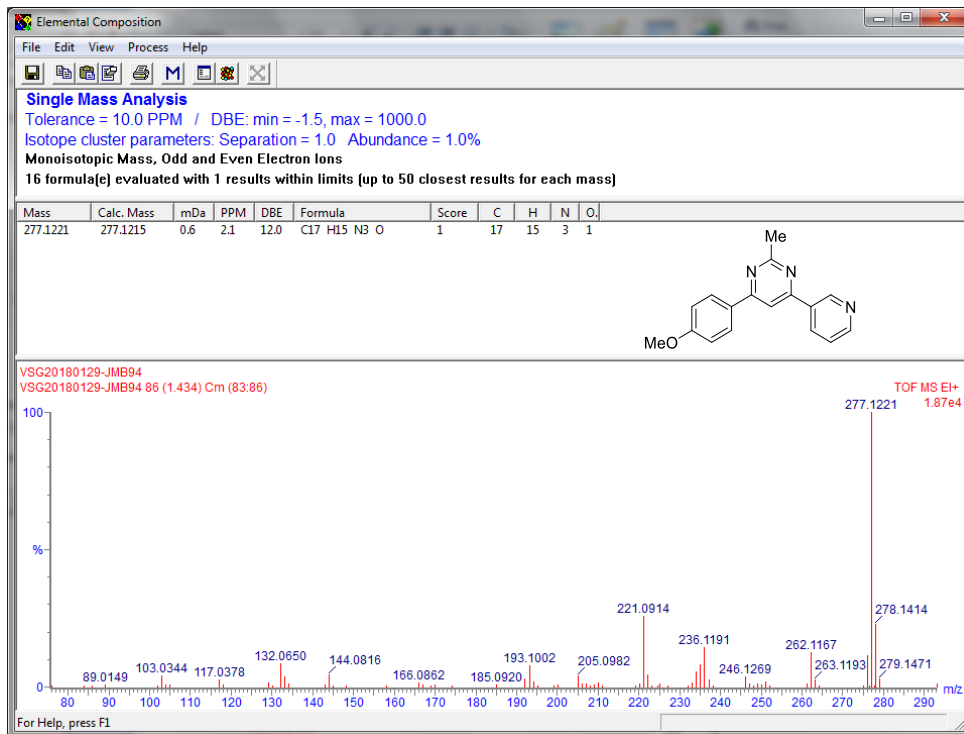 Elemental Composition
File Edit View Process Help
M
Single Mass Analysis
Tolerance = 10.0 PPM / DBE: min = -1.5, max = 1000.0
Isotope cluster parameters: Separation = 1.0 Abundance = 1.0%
Monoisotopic Mass, Odd and Even Electron Ions
16 formula(e) evaluated with 1 results within limits (up to 50 closest results for each mass)
Mass Calc. Mass mDa PPM DBE Formula Score C H N O.
277.1221 277.1215 0.6 2.1 12.0 C17 H15 N3 O 1 17 15 3 1
Me
N N
N
MeO
VSG20180129-JMB94
VSG20180129-JMB94 86 (1.434) Cm (83:86)
TOF MS EI+
1.87e4
277.1221
100
%
0
89.0149
103.0344
117.0378
132.0650
144.0816
166.0862
185.0920
193.1002
205.0982
221.0914
236.1191
246.1269
262.1167
263.1193
278.1414
279.1471
m/z
80 90 100 110 120 130 140 150 160 170 180 190 200 210 220 230 240 250 260 270 280 290
For Help, press F1